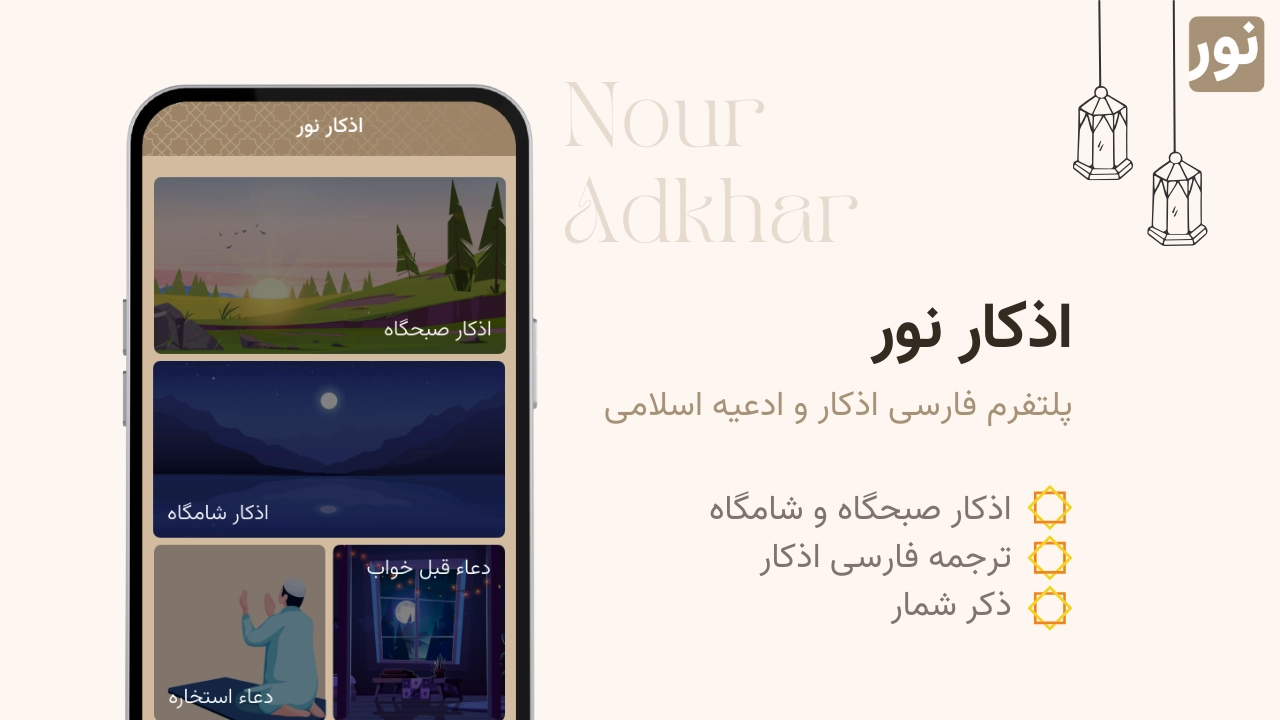 نور
Nour
Adkhar
اذکار نور
پلتفرم فارسی اذکار و ادعیه اسلامی
اذکار صبحگاه و شامگاه
ترجمه فارسی اذکار
ذکر شمار
اذکار نور
اذکار صبحگاه
اذکار شامگاه
دعاء قبل خواب
دعاء استخاره